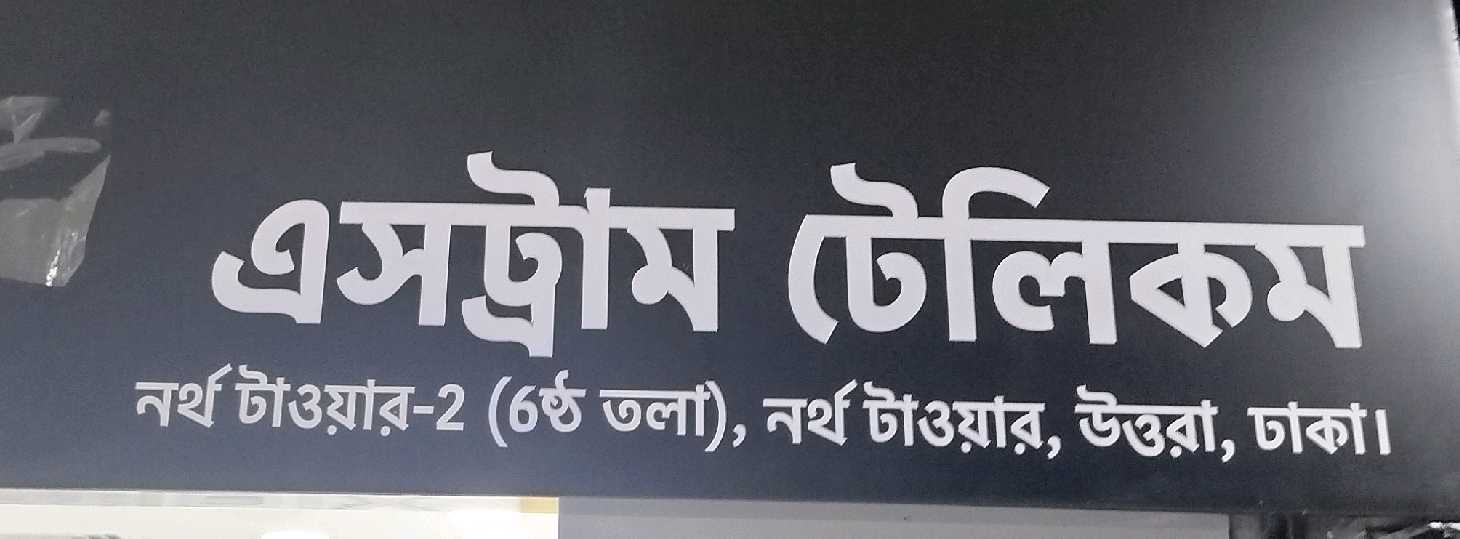 এসট্রাম টেলিকম
নর্থ টাওয়ার-2 (6ষ্ঠ তলা), নর্থ টাওয়ার, উত্তরা, ঢাকা।